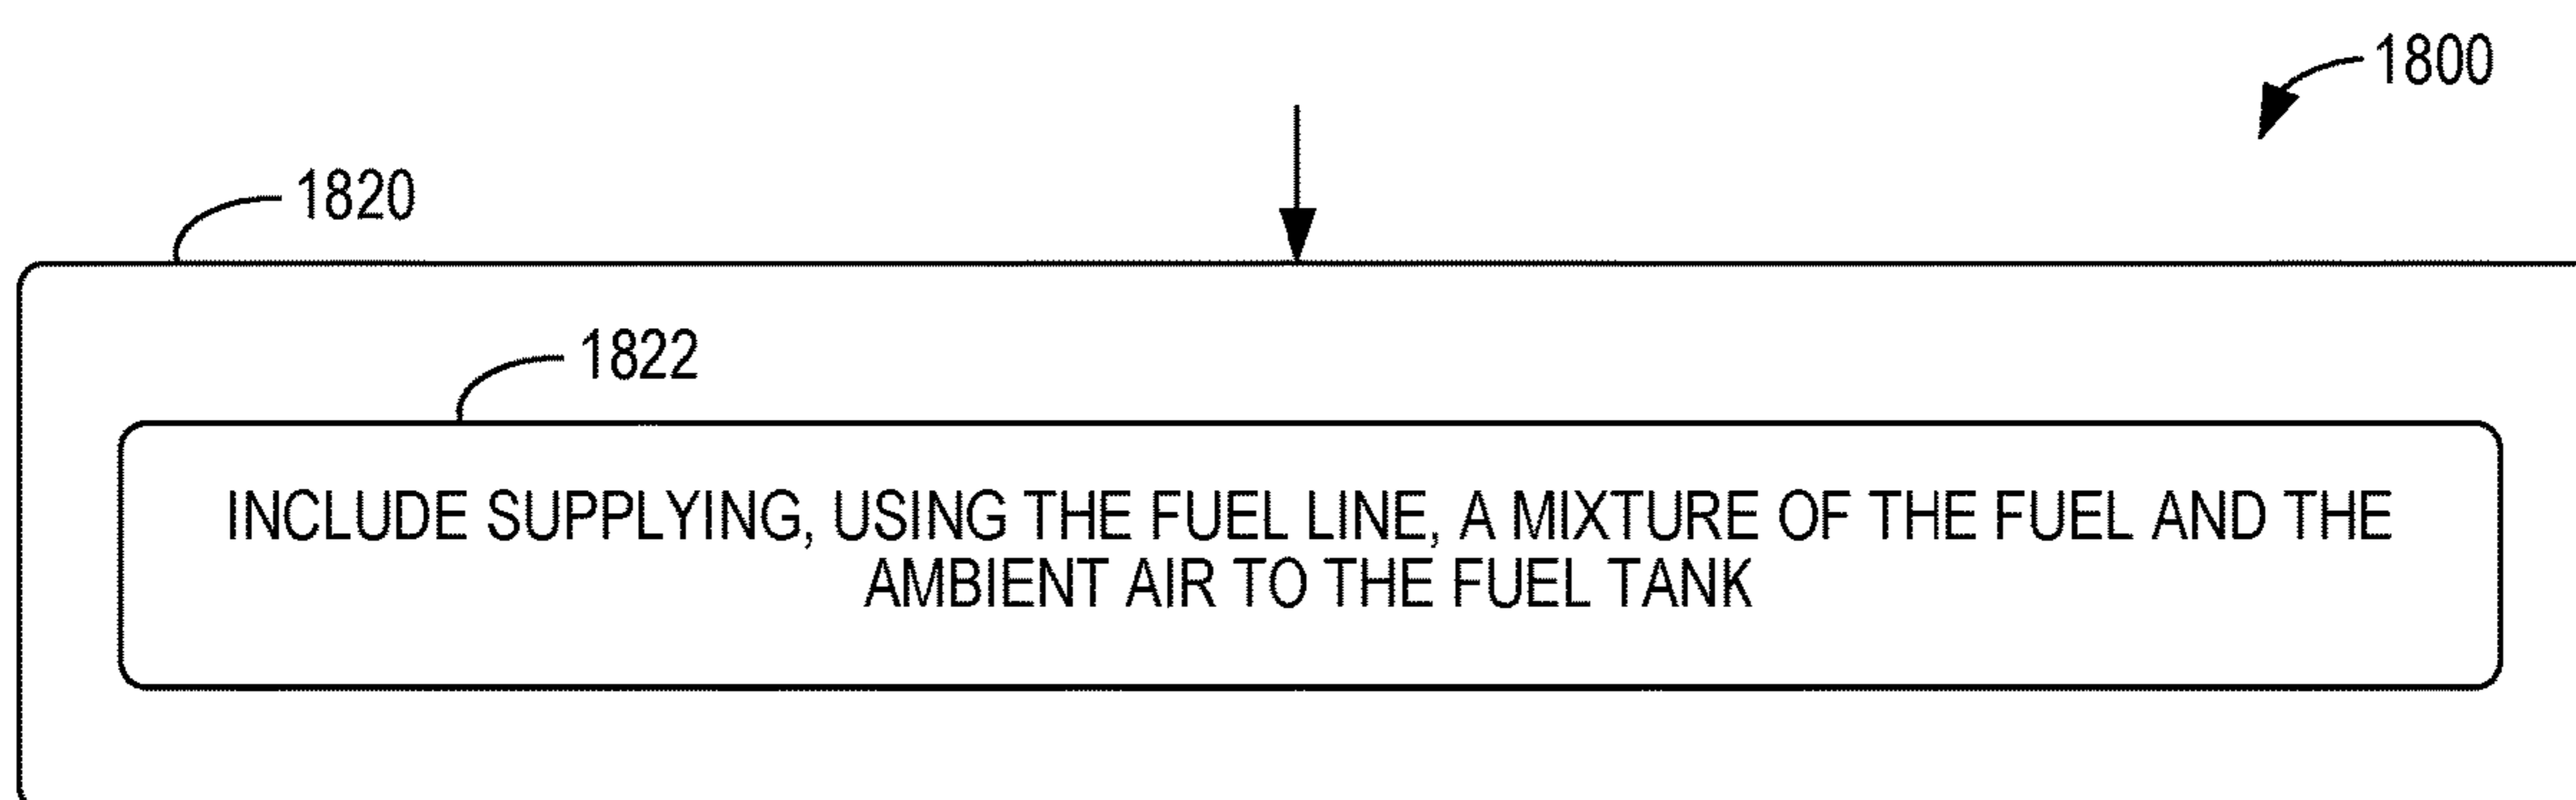 1800
1820
1822
INCLUDE SUPPLYING, USING THE FUEL LINE, A MIXTURE OF THE FUEL AND THE
AMBIENT AIR TO THE FUEL TANK